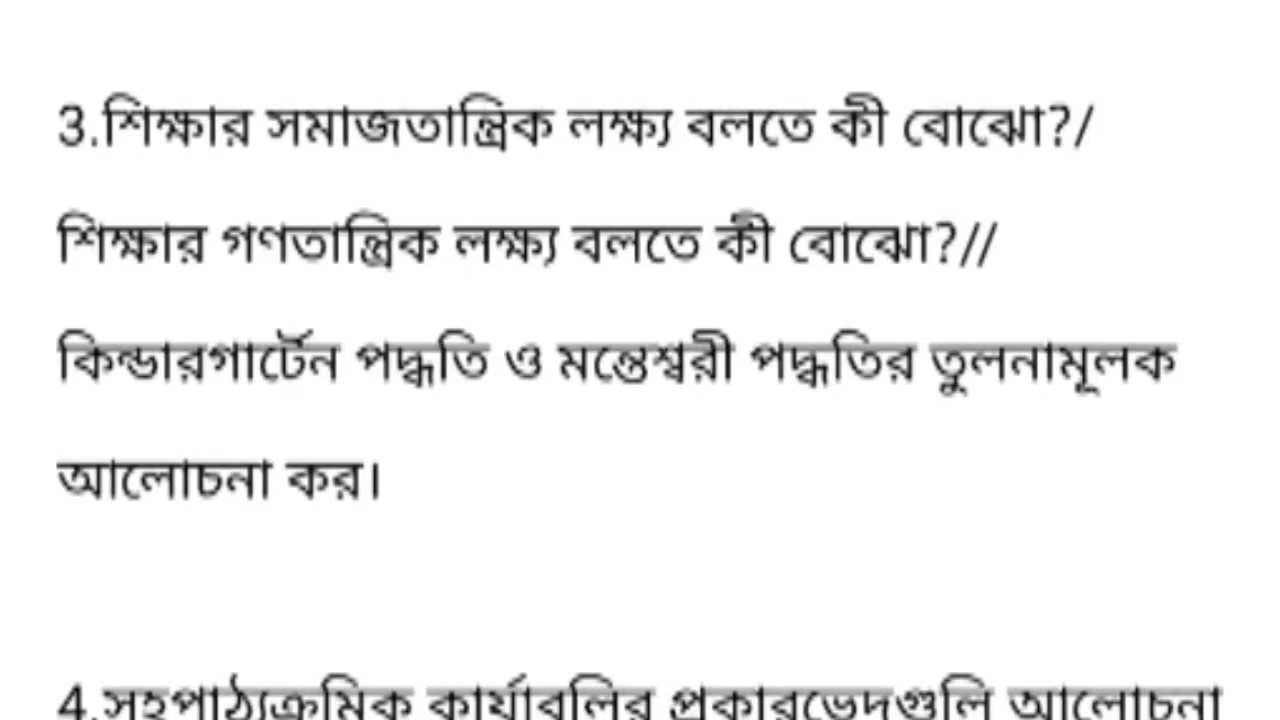 3.শিক্ষার সমাজতান্ত্রিক লক্ষ্য বলতে কী বোঝো?/
শিক্ষার গণতান্ত্রিক লক্ষ্য বলতে কী বোঝো?//
কিন্ডারগার্টেন পদ্ধতি ও মন্তেশ্বরী পদ্ধতির তুলনামূলক
আলোচনা কর।
4.সহপাঠ্যক্রমিক কার্যাবলির প্রকারভেদগুলি আলোচনা